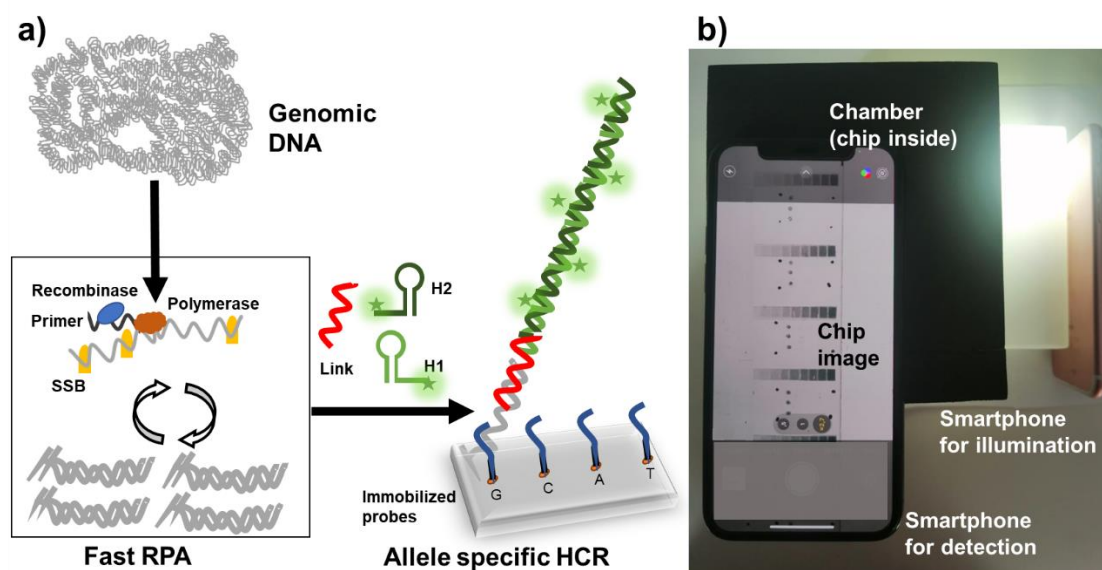 a)
Genomic
DNA
Recombinase
Primer
Polymerase
SSB
Fast RPA
Link
H2
H1
Immobilized
probes
G
C
A
T
Allele specific HCR
b)
Chamber
(chip inside)
Chip
image
Smartphone
for illumination
Smartphone
for detection